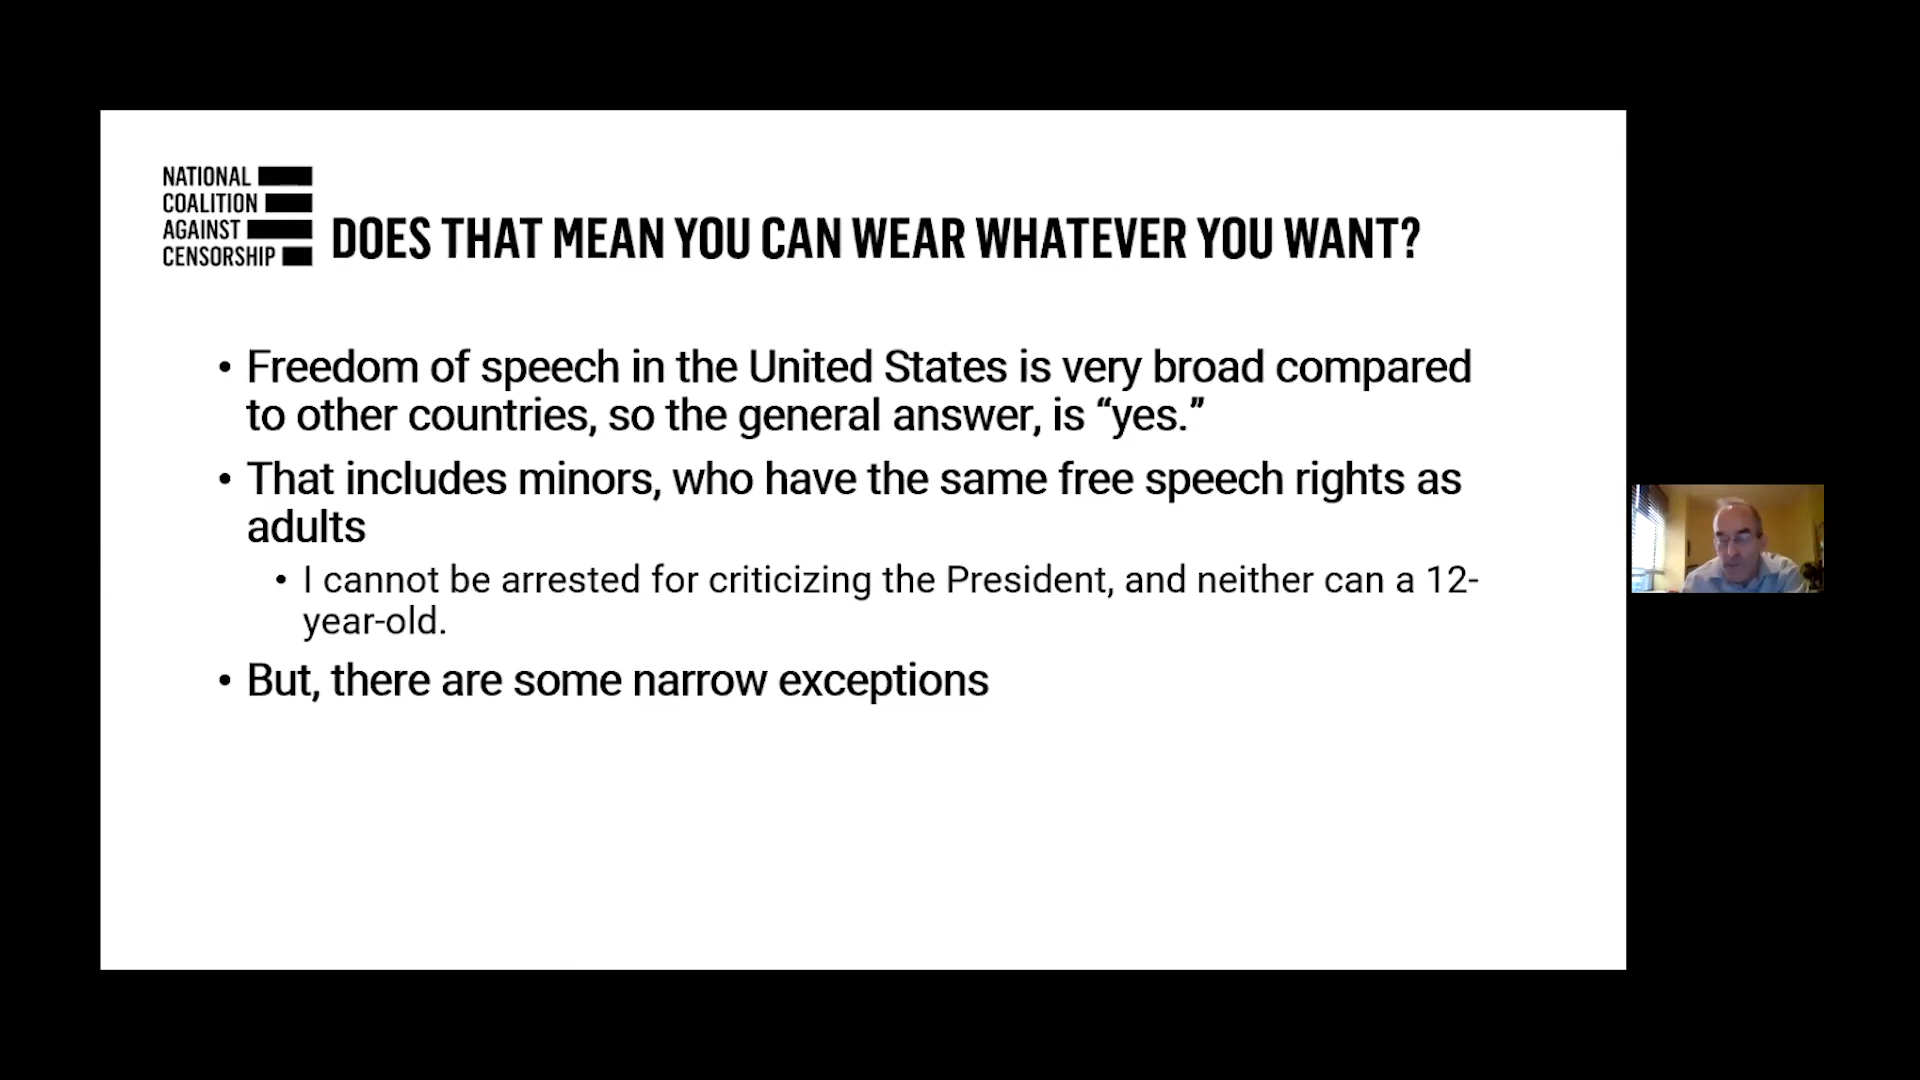 NATIONAL
COALITION
AGAINST
CENSORSHIP
DOES THAT MEAN YOU CAN WEAR WHATEVER YOU WANT?
• Freedom of speech in the United States is very broad compared
to other countries, so the general answer, is “yes.”
• That includes minors, who have the same free speech rights as
adults
• I cannot be arrested for criticizing the President, and neither can a 12-
year-old.
• But, there are some narrow exceptions